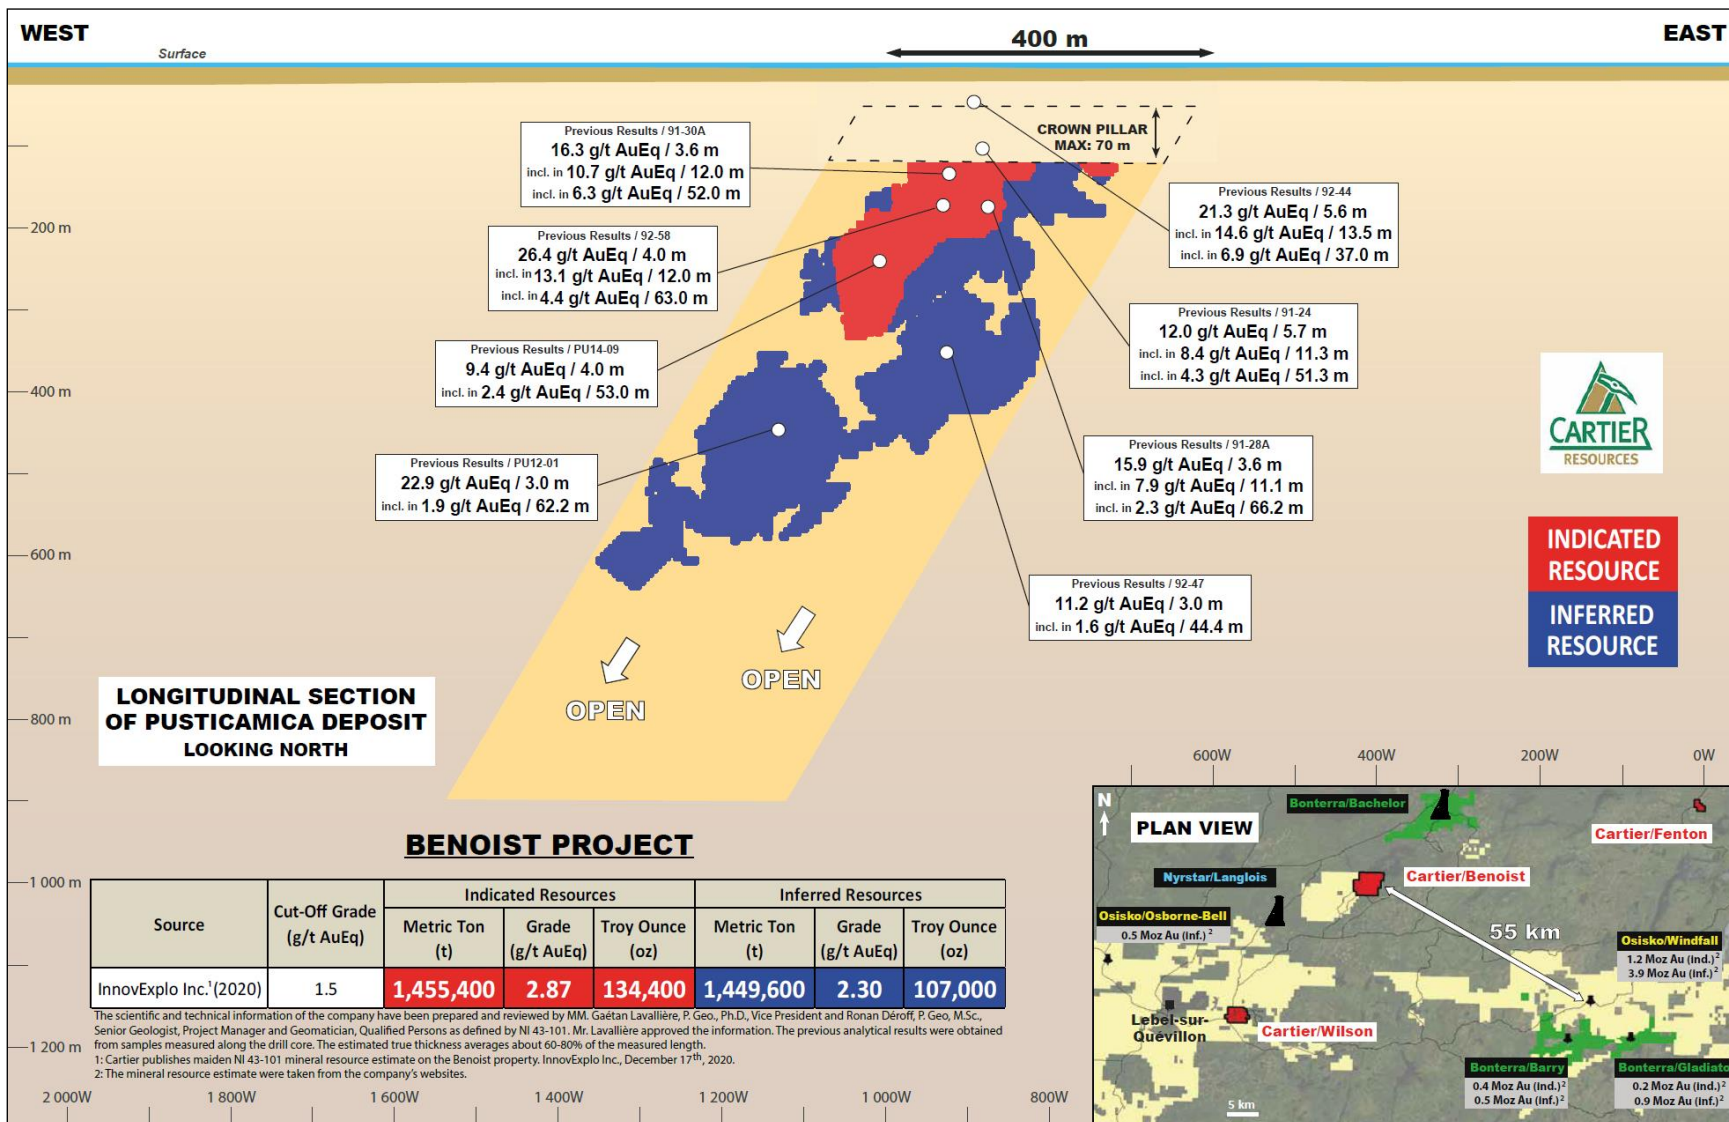 WEST
Surface
400 m
EAST
CROWN PILLAR
MAX: 70 m
Previous Results / 91-30A
16.3 g/t AuEq / 3.6 m
incl. in 10.7 g/t AuEq / 12.0 m
incl. in 6.3 g/t AuEq / 52.0 m
Previous Results / 92-44
21.3 g/t AuEq / 5.6 m
incl. in 14.6 g/t AuEq / 13.5 m
incl. in 6.9 g/t AuEq / 37.0 m
200 m
Previous Results / 92-58
26.4 g/t AuEq / 4.0 m
incl. in 13.1 g/t AuEq / 12.0 m
incl. in 4.4 g/t AuEq / 63.0 m
Previous Results / 91-24
12.0 g/t AuEq / 5.7 m
incl. in 8.4 g/t AuEq / 11.3 m
incl. in 4.3 g/t AuEq / 51.3 m
Previous Results / PU14-09
9.4 g/t AuEq / 4.0 m
incl. in 2.4 g/t AuEq / 53.0 m
400 m
CARTIER
RESOURCES
Previous Results / PU12-01
22.9 g/t AuEq / 3.0 m
incl. in 1.9 g/t AuEq / 62.2 m
Previous Results / 91-28A
15.9 g/t AuEq / 3.6 m
incl. in 7.9 g/t AuEq / 11.1 m
incl. in 2.3 g/t AuEq / 66.2 m
INDICATED
RESOURCE
INFERRED
RESOURCE
600 m
Previous Results / 92-47
11.2 g/t AuEq / 3.0 m
incl. in 1.6 g/t AuEq / 44.4 m
OPEN
OPEN
LONGITUDINAL SECTION
OF PUSTICAMICA DEPOSIT
LOOKING NORTH
800 m
600W 400W 200W 0W
BENOIST PROJECT
1 000 m
Source
Cut-Off Grade
(g/t AuEq)
Indicated Resources
Inferred Resources
Metric Ton
(t)
Grade
(g/t AuEq)
Troy Ounce
(oz)
Metric Ton
(t)
Grade
(g/t AuEq)
Troy Ounce
(oz)
InnovExplo Inc.¹(2020) 1.5 1,455,400 2.87 134,400 1,449,600 2.30 107,000
The scientific and technical information of the company have been prepared and reviewed by MM. Gaétan Lavallière, P. Geo., Ph.D., Vice President and Ronan Déroff, P. Geo, M.Sc.,
Senior Geologist, Project Manager and Geomatician, Qualified Persons as defined by NI 43-101. Mr. Lavallière approved the information. The previous analytical results were obtained
from samples measured along the drill core. The estimated true thickness averages about 60-80% of the measured length.
1: Cartier publishes maiden NI 43-101 mineral resource estimate on the Benoist property. InnovExplo Inc., December 17th, 2020.
2: The mineral resource estimate were taken from the company's websites.
1 200 m
2 000W 1 800W 1 600W 1 400W 1 200W 1 000W 800W
N
PLAN VIEW
Bonterra/Bachelor
Cartier/Fenton
Nyrstar/Langlois
Cartier/Benoist
Osisko/Osborne-Bell
0.5 Moz Au (Inf.) ²
55 km
Osisko/Windfall
1.2 Moz Au (Ind.)²
3.9 Moz Au (Inf.)²
Lebel-sur-
Quévillon
Cartier/Wilson
Bonterra/Barry
0.4 Moz Au (Ind.)²
0.5 Moz Au (Inf.)²
Bonterra/Gladiato
0.2 Moz Au (Ind.)²
0.9 Moz Au (Inf.)²
5 km